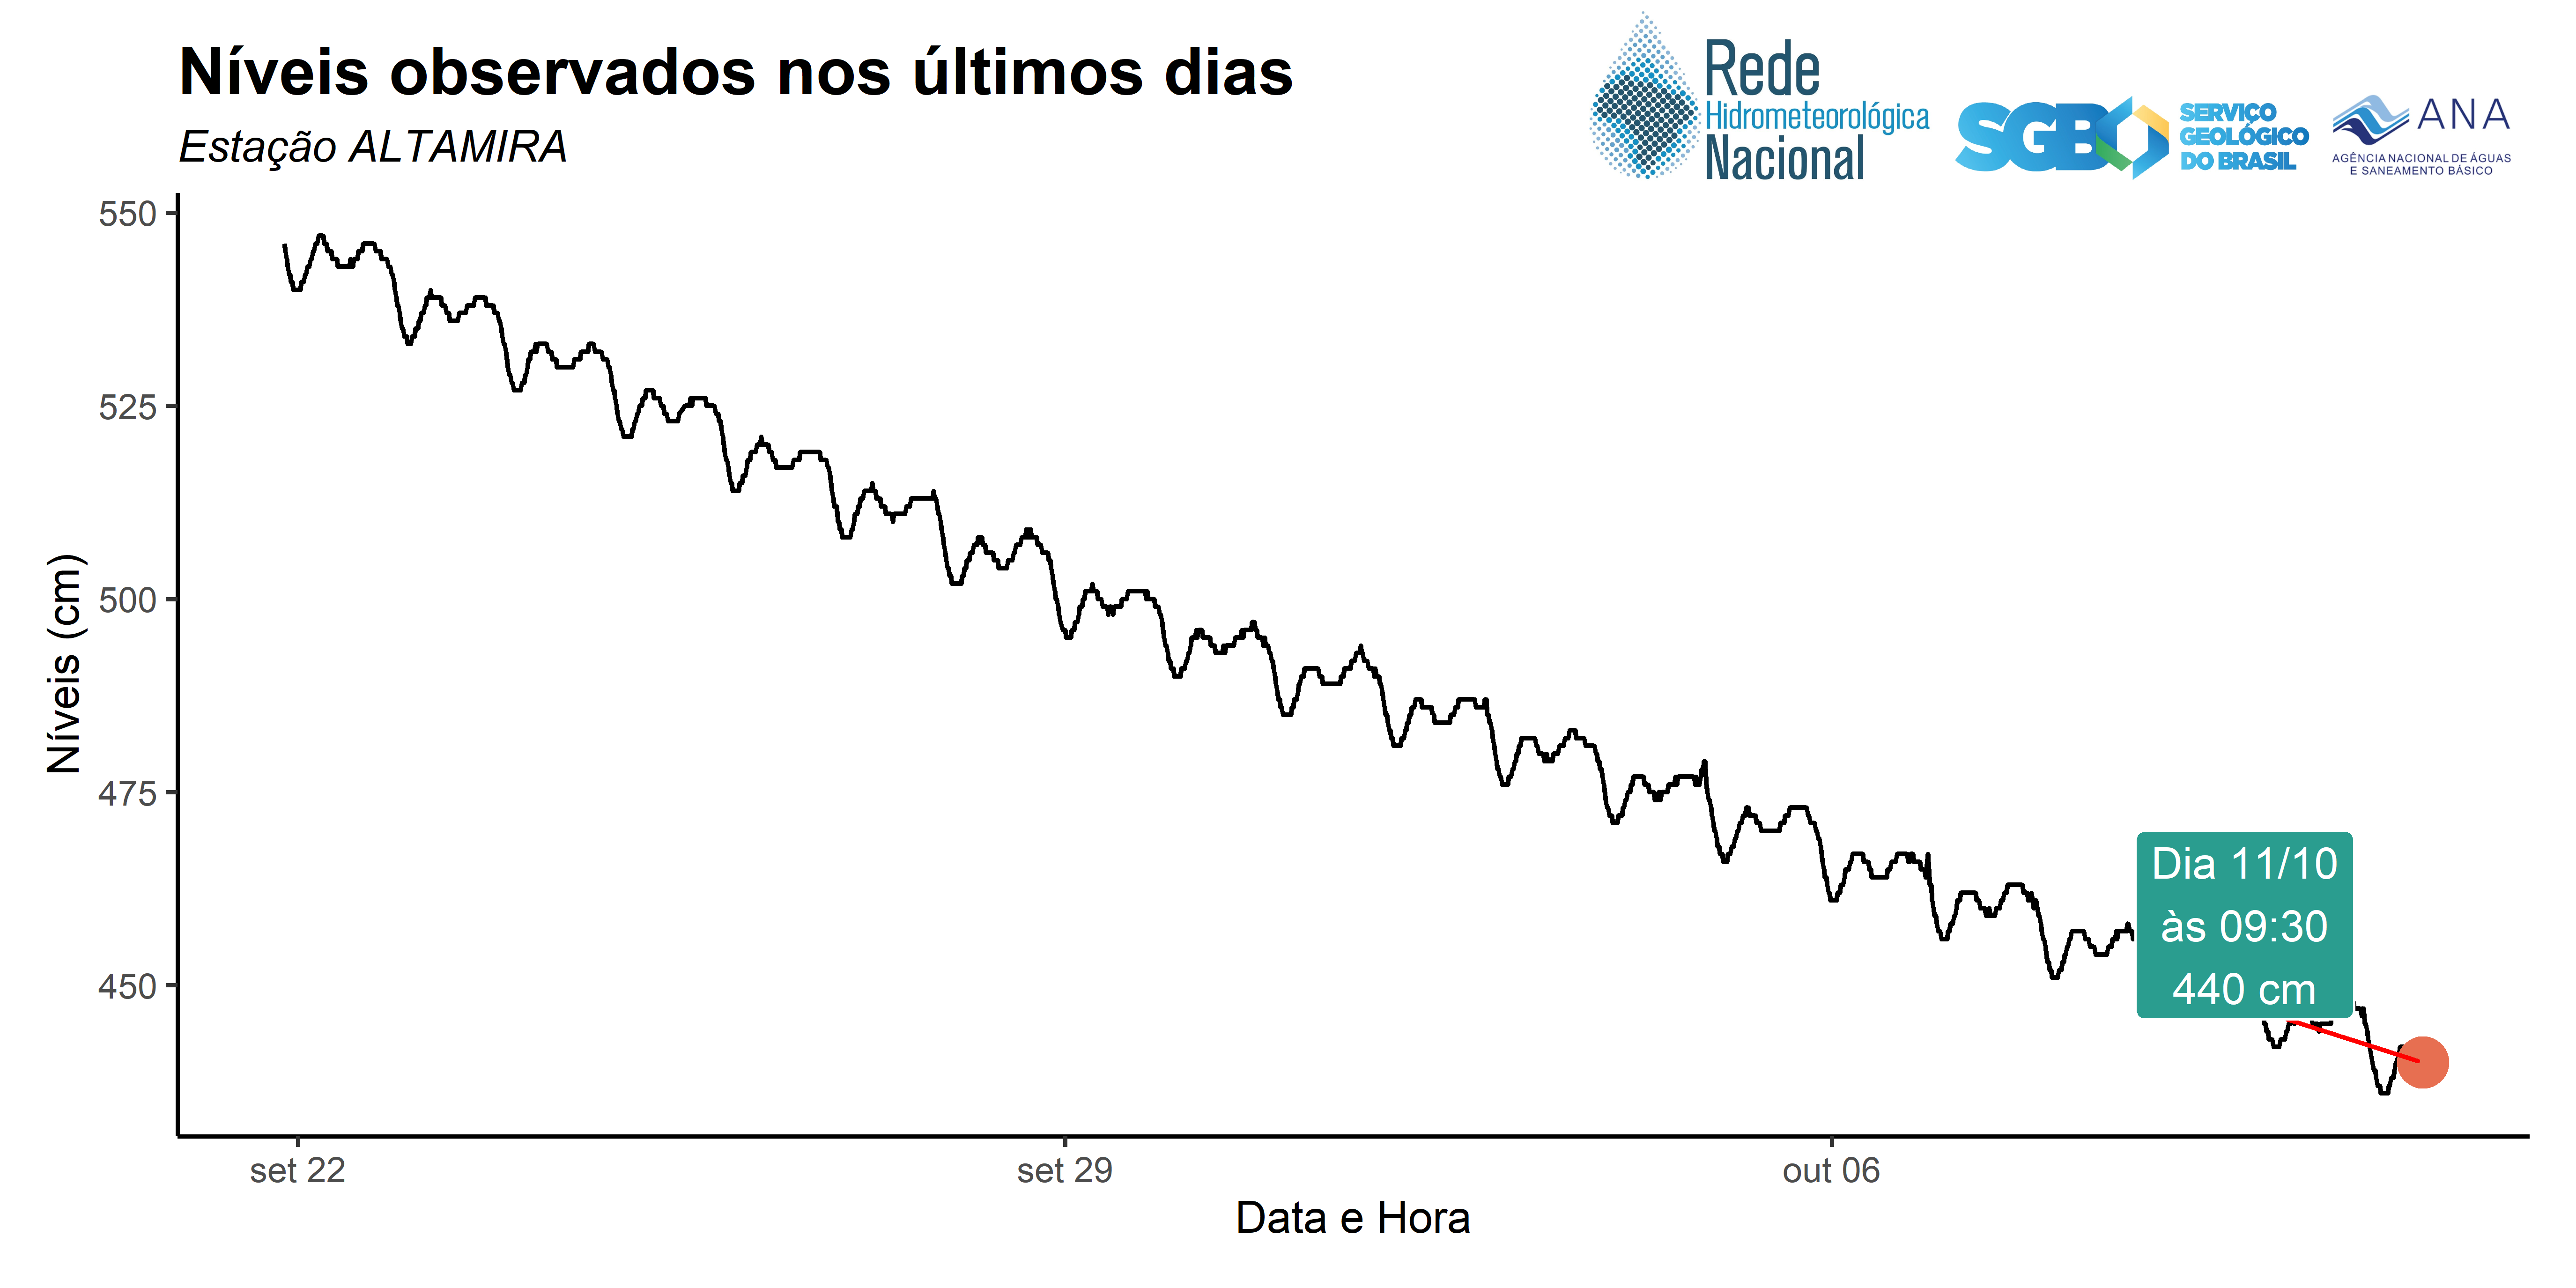 Níveis observados nos últimos dias
Estação ALTAMIRA
Rede
Hidrometeorológica
Nacional
SGB
SERVIÇO
GEOLÓGICO
DO BRASIL
ANA
AGÊNCIA NACIONAL DE ÁGUAS
E SANEAMENTO BÁSICO
Níveis (cm)
550
525
500
475
450
Dia 11/10
às 09:30
440 cm
set 22
set 29
out 06
Data e Hora